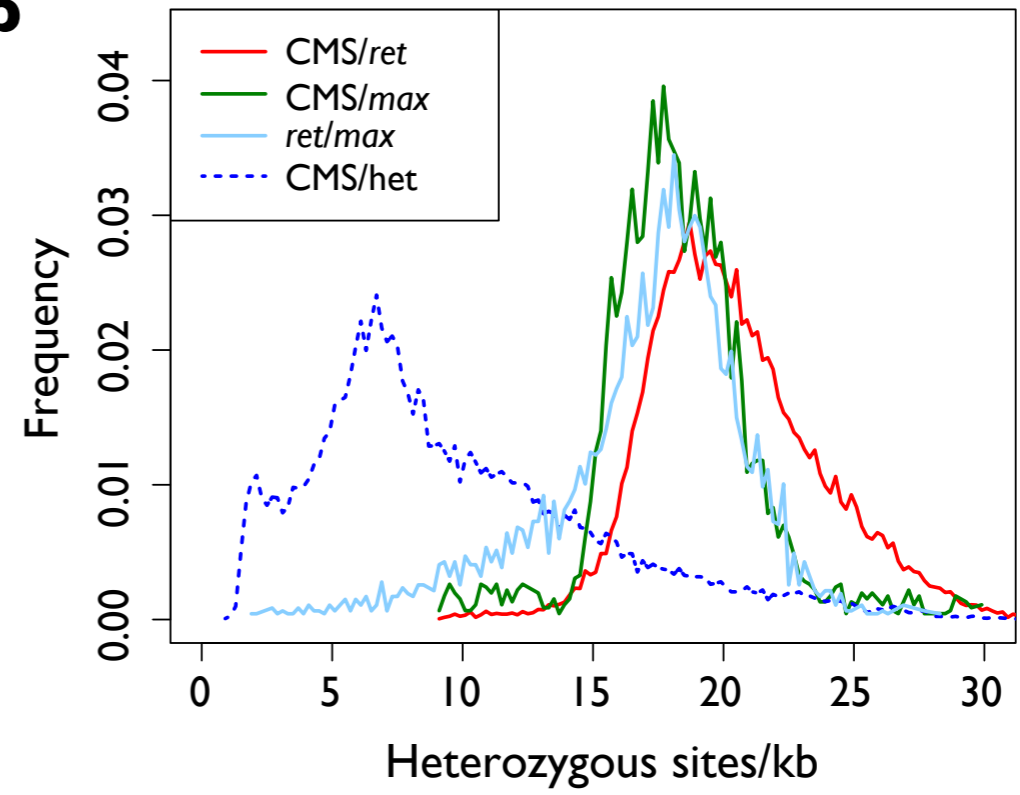 CMS/ret
CMS/max
ret/max
CMS/het
Frequency
0.04
0.03
0.02
0.01
0.00
0 5 10 15 20 25 30
Heterozygous sites/kb